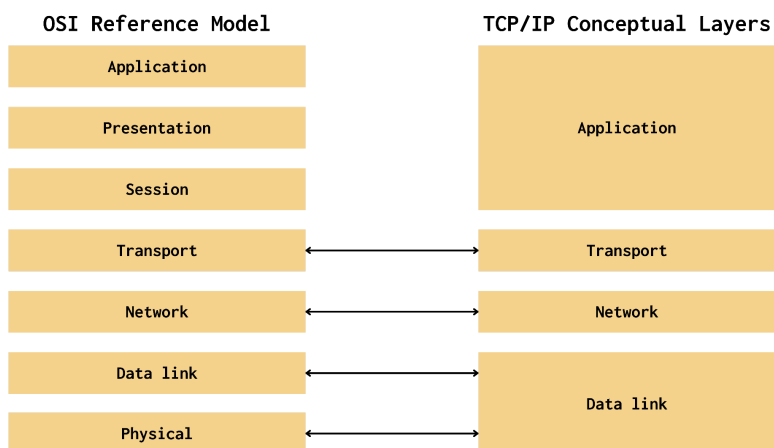 OSI Reference Model
Application
Presentation
Session
Transport
Network
Data link
Physical
TCP/IP Conceptual Layers
Application
Transport
Network
Data link